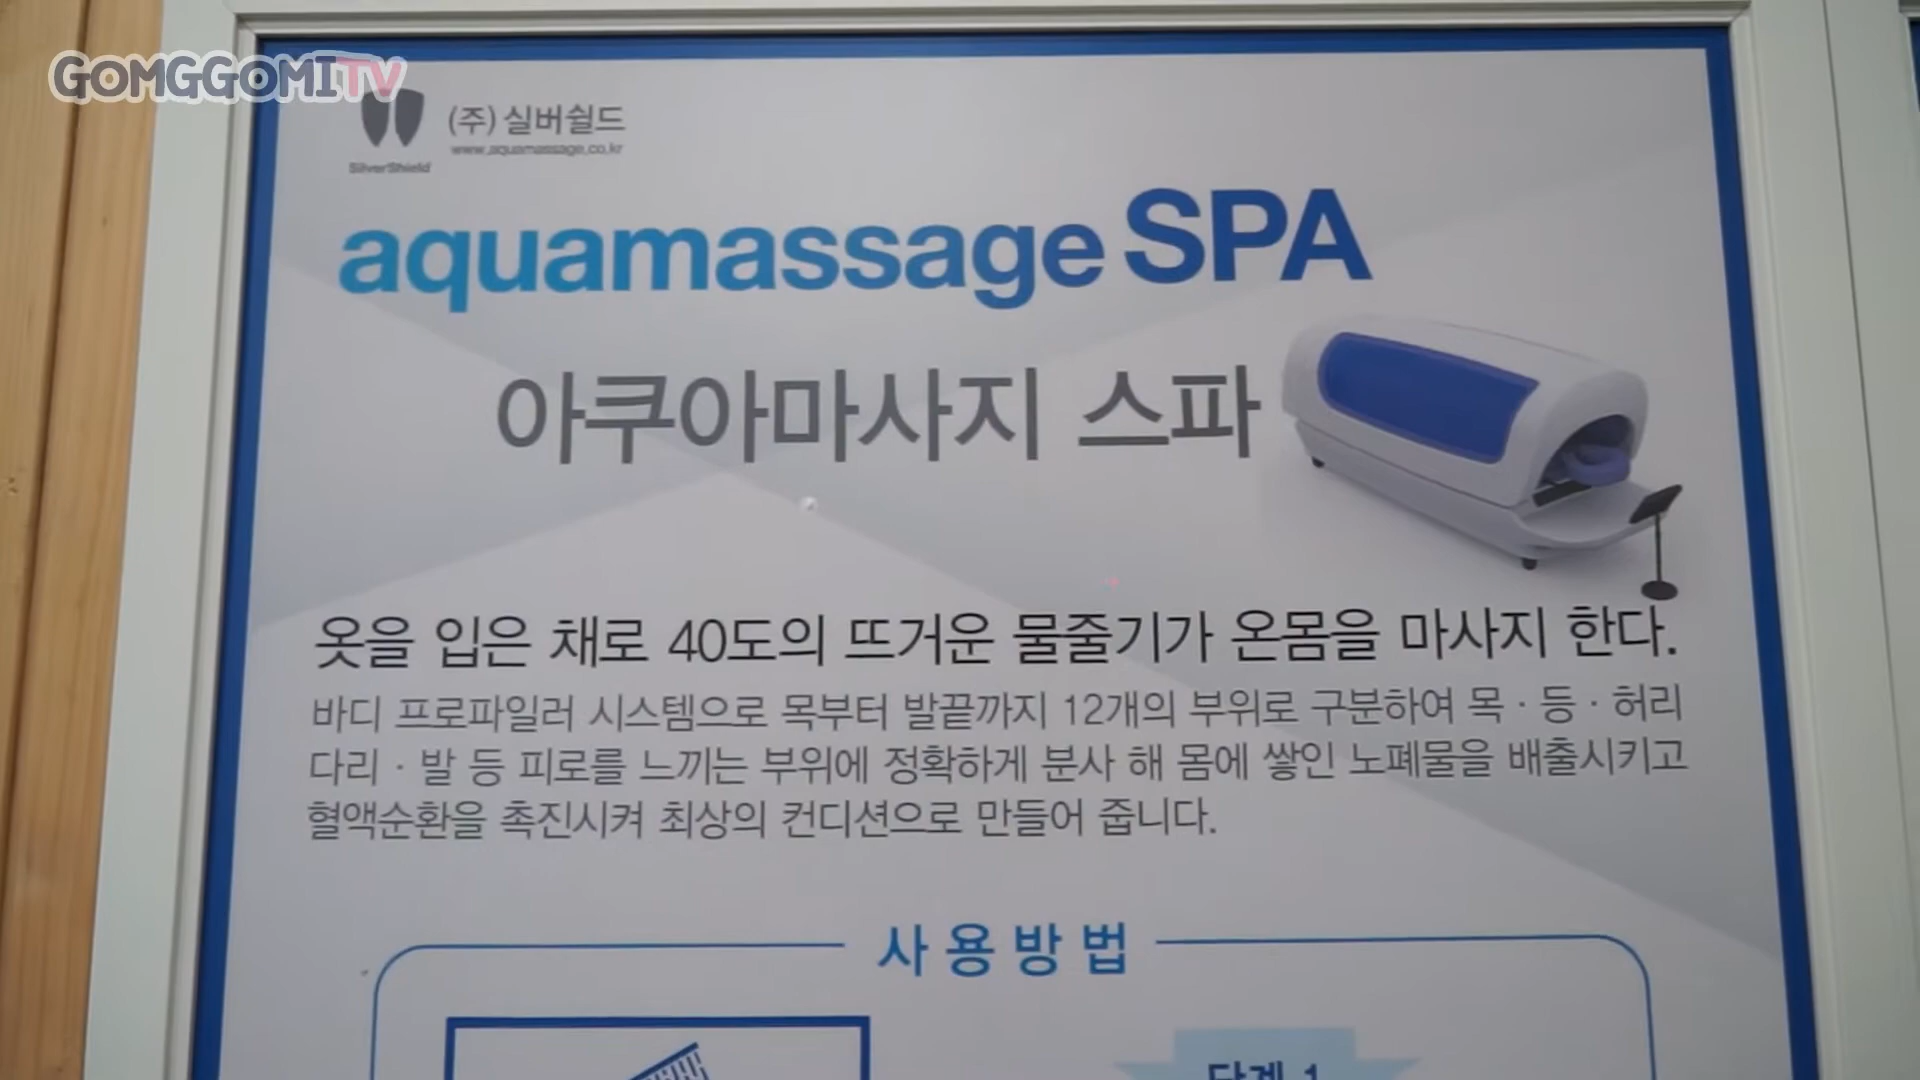 GOMGGOMITV
(주) 실버쉴드
www.aquamassage.co.kr
SilverShield
aquamassage SPA
아쿠아마사지 스파
옷을 입은 채로 40도의 뜨거운 물줄기가 온몸을 마사지 한다.
바디 프로파일러 시스템으로 목부터 발끝까지 12개의 부위로 구분하여 목 · 등 · 허리
다리 · 발 등 피로를 느끼는 부위에 정확하게 분사 해 몸에 쌓인 노폐물을 배출시키고
혈액순환을 촉진시켜 최상의 컨디션으로 만들어 줍니다.
사용방법
단계 1